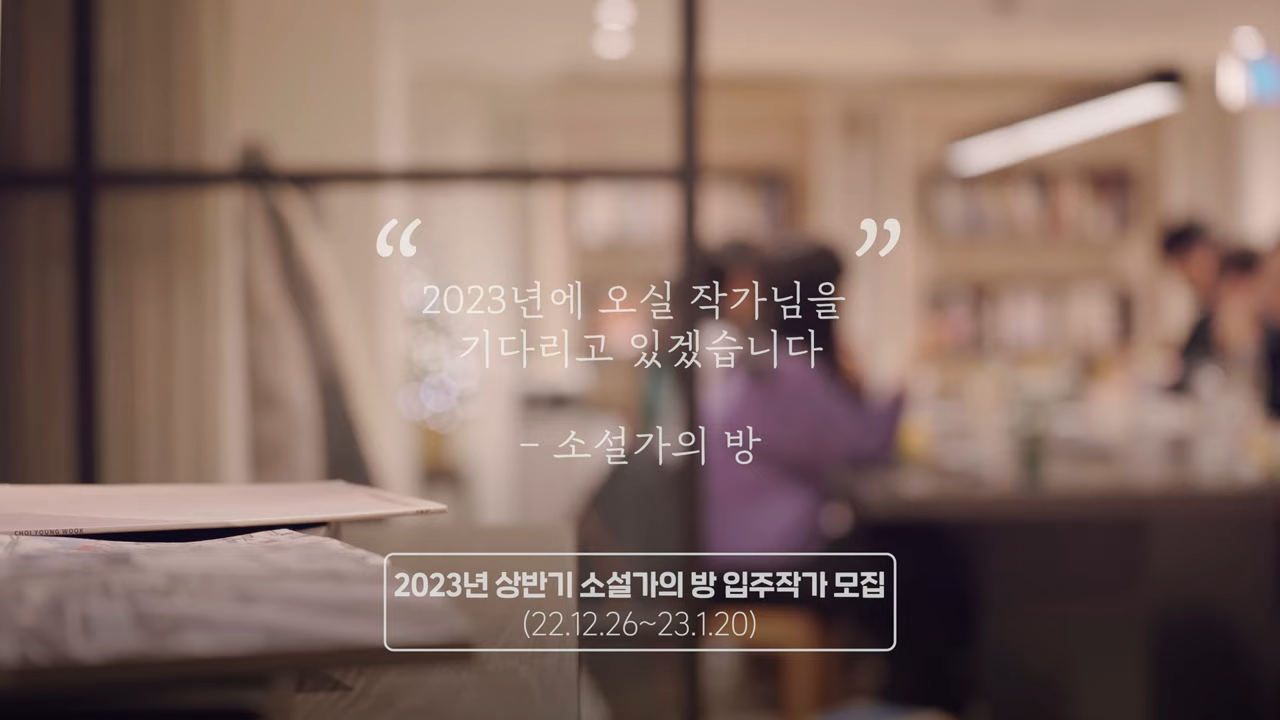 “ ”
2023년에 오실 작가님을
기다리고 있겠습니다
- 소설가의 방
CHOI YOUNG WOOK
2023년 상반기 소설가의 방 입주작가 모집
(22.12.26~23.1.20)